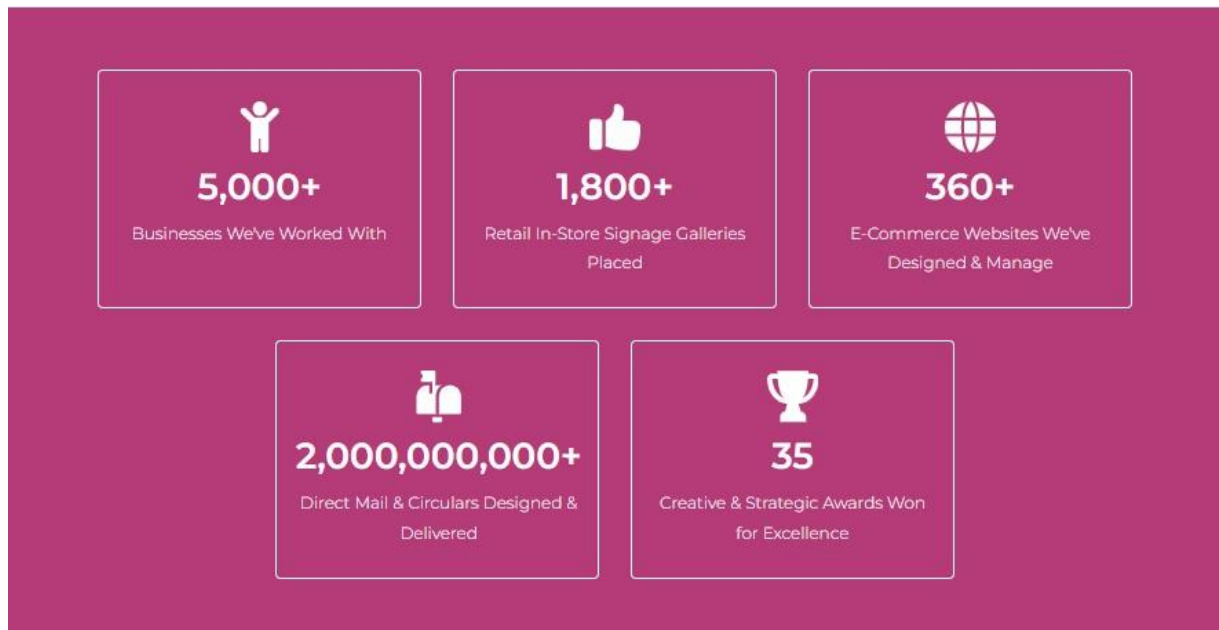 5,000+
Businesses We've Worked With
1,800+
Retail In-Store Signage Galleries
Placed
360+
E-Commerce Websites We've
Designed & Manage
2,000,000,000+
Direct Mail & Circulars Designed &
Delivered
35
Creative & Strategic Awards Won
for Excellence